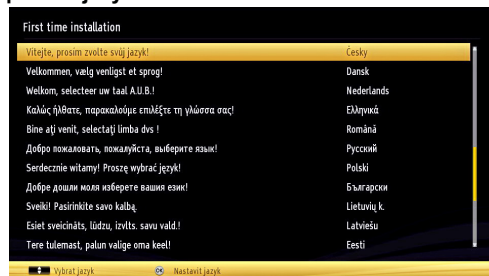 First time installation
Vítejte, prosím zvolte svůj jazyk! Česky
Velkommen, vælg venligst et sprog! Dansk
Welkom, selecteer uw taal A.U.B.! Nederlands
Καλώς ήλθατε, παρακαλούμε επιλέξτε τη γλώσσα σας! Ελληνικά
Bine aţi venit, selectaţi limba dvs ! Română
Добро пожаловать, пожалуйста, выберите язык! Русский
Serdecznie witamy! Proszę wybrać język! Polski
Добре дошли моля изберете вашия език! Български
Sveiki! Pasirinkite savo kalbą. Lietuvių k.
Esiet sveicināts, lūdzu, izvlts. savu vald.! Latviešu
Tere tulemast, palun valige oma keel! Eesti
Vybrat jazyk OK Nastavit jazyk